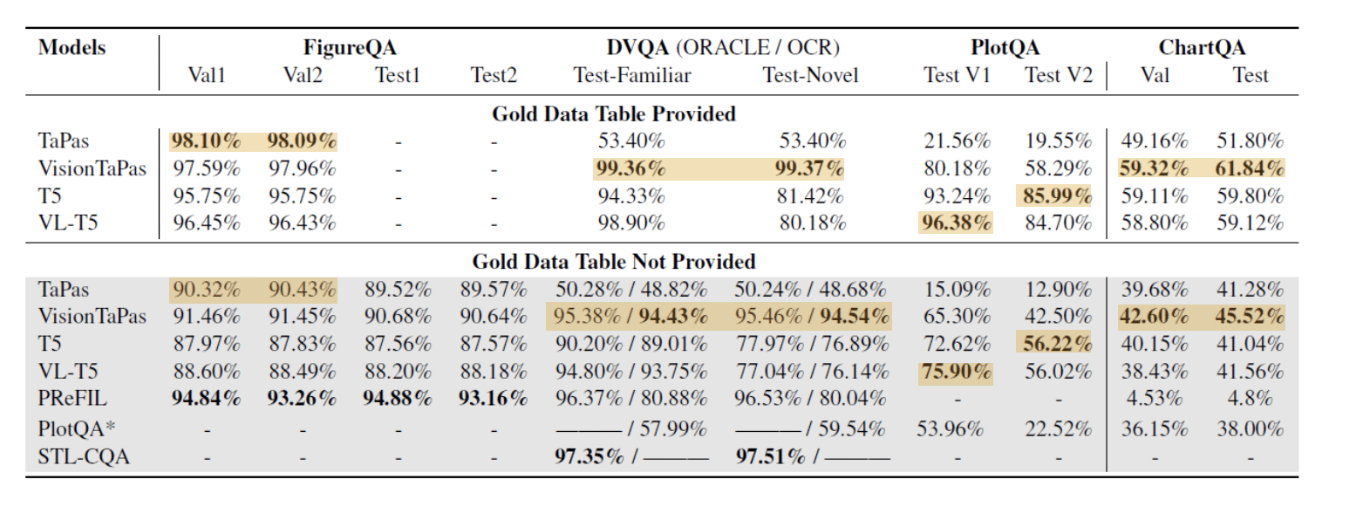 Models FigureQA DVQA (ORACLE / OCR) PlotQA ChartQA
Val1 Val2 Test1 Test2 Test-Familiar Test-Novel Test V1 Test V2 Val Test
Gold Data Table Provided
TaPas 98.10% 98.09% - - 53.40% 53.40% 21.56% 19.55% 49.16% 51.80%
VisionTaPas 97.59% 97.96% - - 99.36% 99.37% 80.18% 58.29% 59.32% 61.84%
T5 95.75% 95.75% - - 94.33% 81.42% 93.24% 85.99% 59.11% 59.80%
VL-T5 96.45% 96.43% - - 98.90% 80.18% 96.38% 84.70% 58.80% 59.12%
Gold Data Table Not Provided
TaPas 90.32% 90.43% 89.52% 89.57% 50.28% / 48.82% 50.24% / 48.68% 15.09% 12.90% 39.68% 41.28%
VisionTaPas 91.46% 91.45% 90.68% 90.64% 95.38% / 94.43% 95.46% / 94.54% 65.30% 42.50% 42.60% 45.52%
T5 87.97% 87.83% 87.56% 87.57% 90.20% / 89.01% 77.97% / 76.89% 72.62% 56.22% 40.15% 41.04%
VL-T5 88.60% 88.49% 88.20% 88.18% 94.80% / 93.75% 77.04% / 76.14% 75.90% 56.02% 38.43% 41.56%
PReFIL 94.84% 93.26% 94.88% 93.16% 96.37% / 80.88% 96.53% / 80.04% - - 4.53% 4.8%
PlotQA* - - - - ——— / 57.99% ——— / 59.54% 53.96% 22.52% 36.15% 38.00%
STL-CQA - - - - 97.35% / ——— 97.51% / ——— - - - -